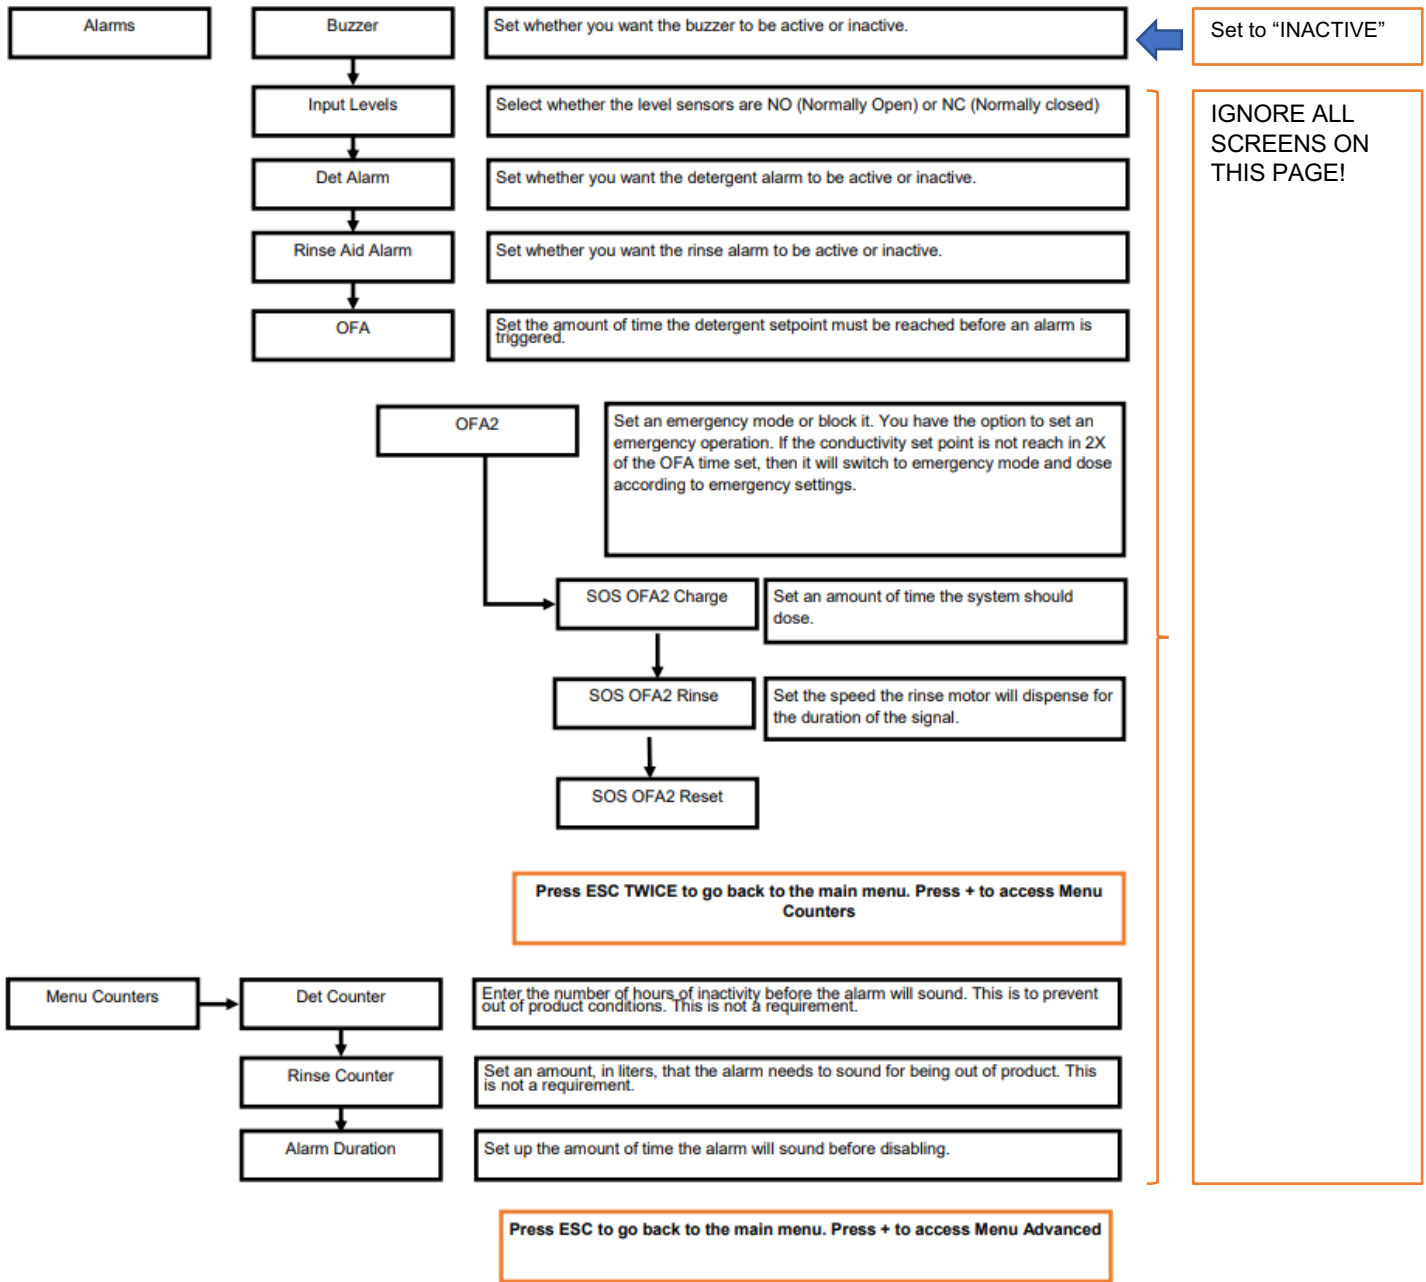 Alarms
Buzzer
Set whether you want the buzzer to be active or inactive.
Set to “INACTIVE”
Input Levels
Select whether the level sensors are NO (Normally Open) or NC (Normally closed)
IGNORE ALL
SCREENS ON
THIS PAGE!
Det Alarm
Set whether you want the detergent alarm to be active or inactive.
Rinse Aid Alarm
Set whether you want the rinse alarm to be active or inactive.
OFA
Set the amount of time the detergent setpoint must be reached before an alarm is
triggered.
OFA2
Set an emergency mode or block it. You have the option to set an
emergency operation. If the conductivity set point is not reach in 2X
of the OFA time set, then it will switch to emergency mode and dose
according to emergency settings.
SOS OFA2 Charge
Set an amount of time the system should
dose.
SOS OFA2 Rinse
Set the speed the rinse motor will dispense for
the duration of the signal.
SOS OFA2 Reset
Press ESC TWICE to go back to the main menu. Press + to access Menu
Counters
Menu Counters
Det Counter
Enter the number of hours of inactivity before the alarm will sound. This is to prevent
out of product conditions. This is not a requirement.
Rinse Counter
Set an amount, in liters, that the alarm needs to sound for being out of product. This
is not a requirement.
Alarm Duration
Set up the amount of time the alarm will sound before disabling.
Press ESC to go back to the main menu. Press + to access Menu Advanced